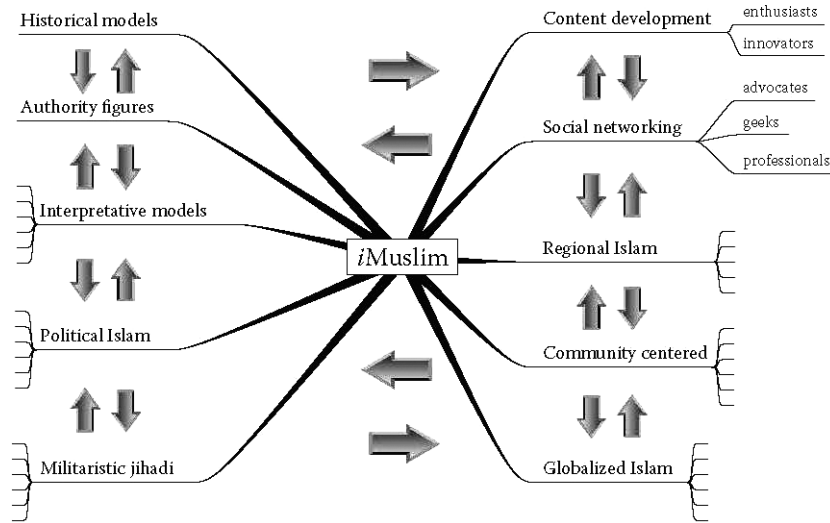 Historical models
Authority figures
Interpretative models
Political Islam
Militaristic jihadi
iMuslim
Content development
enthusiasts
innovators
Social networking
advocates
geeks
professionals
Regional Islam
Community centered
Globalized Islam